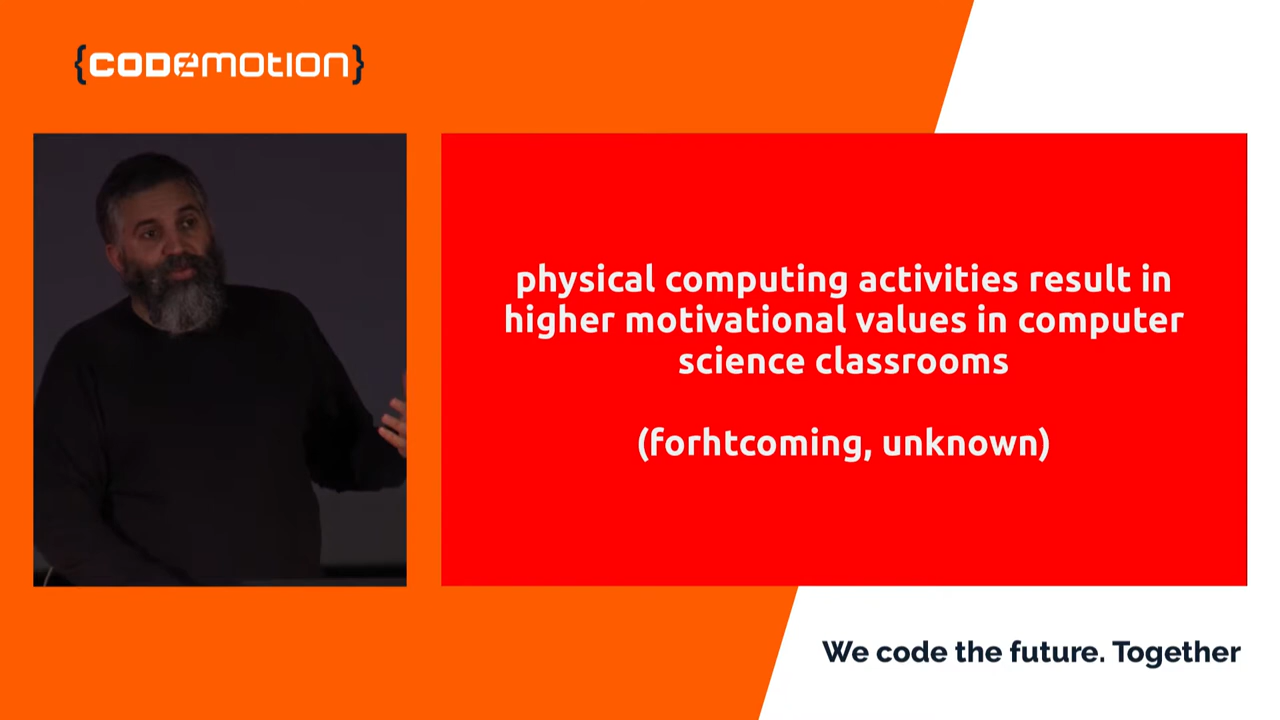 {CODEMOTION}
physical computing activities result in
higher motivational values in computer
science classrooms
(forhtcoming, unknown)
We code the future. Together